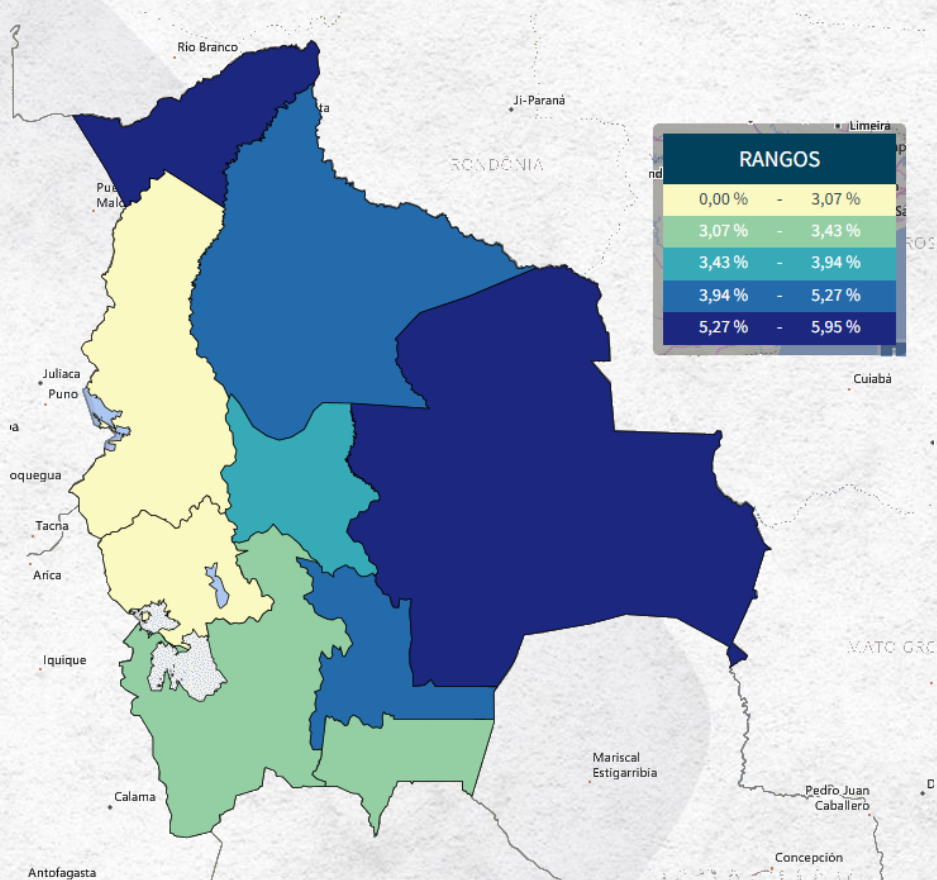 Rio Branco
ta
Ji-Paraná
Limeira
RONDÔNIA
RANGOS
0,00 % - 3,07 %
3,07 % - 3,43 %
3,43 % - 3,94 %
3,94 % - 5,27 %
5,27 % - 5,95 %
Juliaca
Puno
Cuiabá
oquegua
Tacna
Arica
Iquique
MATO GRO
Mariscal
Estigarribia
Calama
Pedro Juan
Caballero
Concepción
Antofagasta